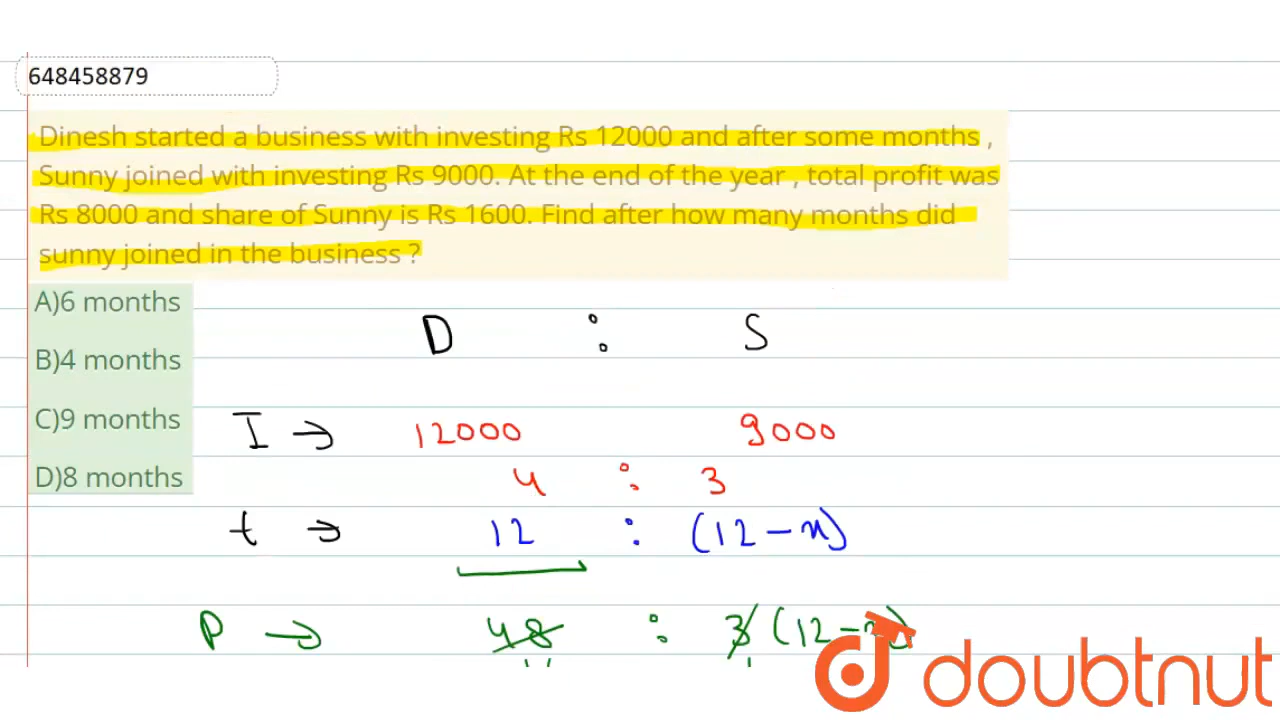 648458879
Dinesh started a business with investing Rs 12000 and after some months ,
Sunny joined with investing Rs 9000. At the end of the year , total profit was
Rs 8000 and share of Sunny is Rs 1600. Find after how many months did
sunny joined in the business ?
A)6 months
B)4 months
C)9 months
D)8 months
D : S
I → 12000 9000
4 : 3
t → 12 : (12-x)
P → 48 : 3 (12-x)
doubtnut